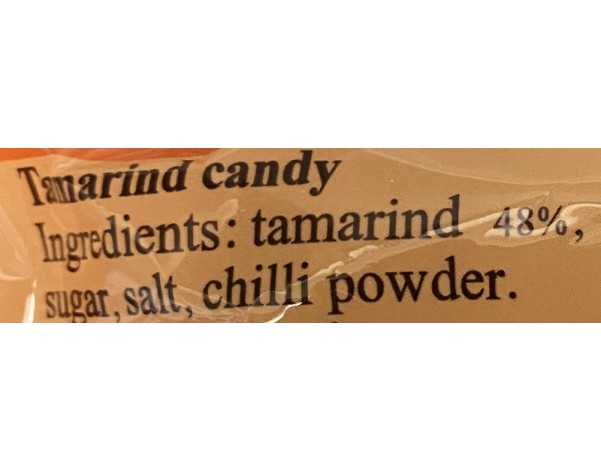 Tamarind candy
Ingredients: tamarind 48%,
sugar, salt, chilli powder.